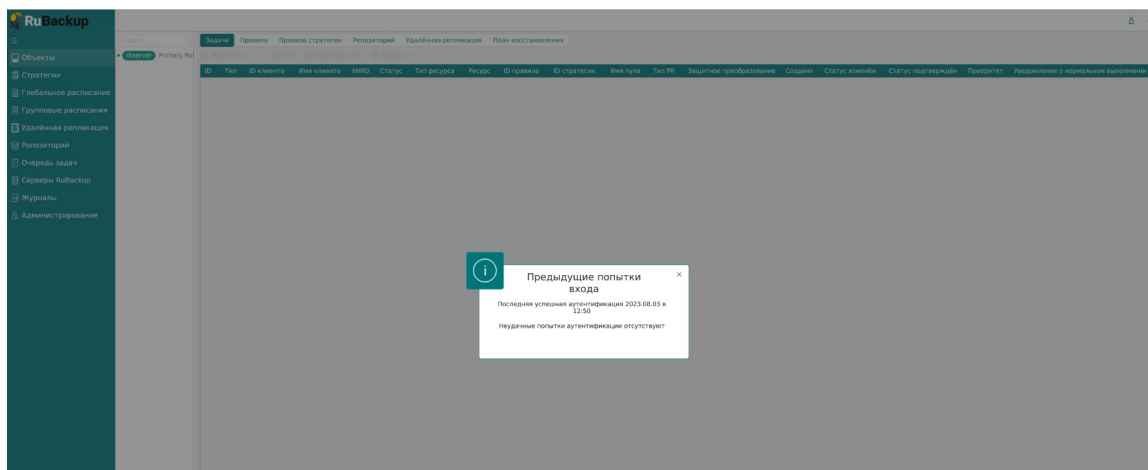 RuBackup
Поиск
Задачи Правила Правила стратегии Репозиторий Удалённая репликация План восстановления
Объекты
rbserver Primary Rul
Стратегии
ID Тип ID клиента Имя клиента HWID Статус Тип ресурса Ресурс ID правила ID стратегии Имя пула Тип РК Защитное преобразование Создано Статус изменён Статус подтверждён Приоритет Уведомление о нормальном выполнении
Глобальное расписание
Групповые расписания
Удалённая репликация
Репозиторий
Очередь задач
Серверы RuBackup
Журналы
Администрирование
Предыдущие попытки
входа
Последняя успешная аутентификация 2023.08.03 в
12:50
Неудачные попытки аутентификации отсутствуют